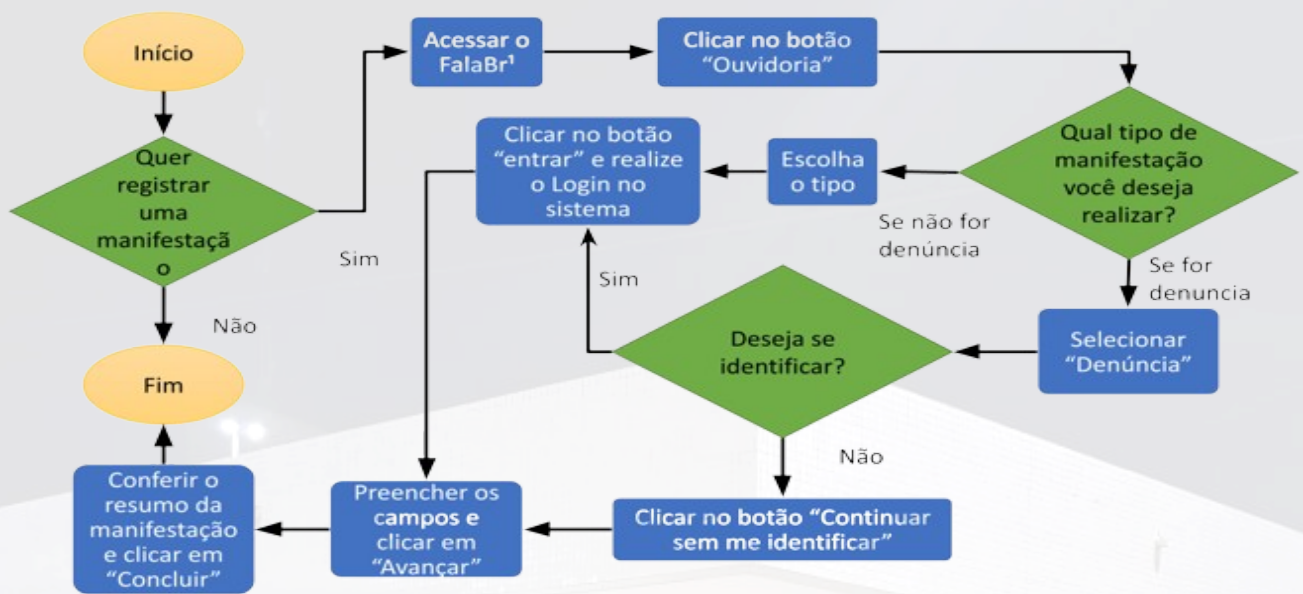 Início
Quer
registrar
uma
manifestaçã
o
Sim
Não
Fim
Acessar o
FalaBr¹
Clicar no botão
“Ouvidoria”
Qual tipo de
manifestação
você deseja
realizar?
Se não for
denúncia
Se for
denuncia
Escolha
o tipo
Clicar no botão
“entrar” e realize
o Login no
sistema
Selecionar
“Denúncia”
Deseja se
identificar?
Sim
Não
Clicar no botão “Continuar
sem me identificar”
Preencher os
campos e
clicar em
“Avançar”
Conferir o
resumo da
manifestação
e clicar em
“Concluir”